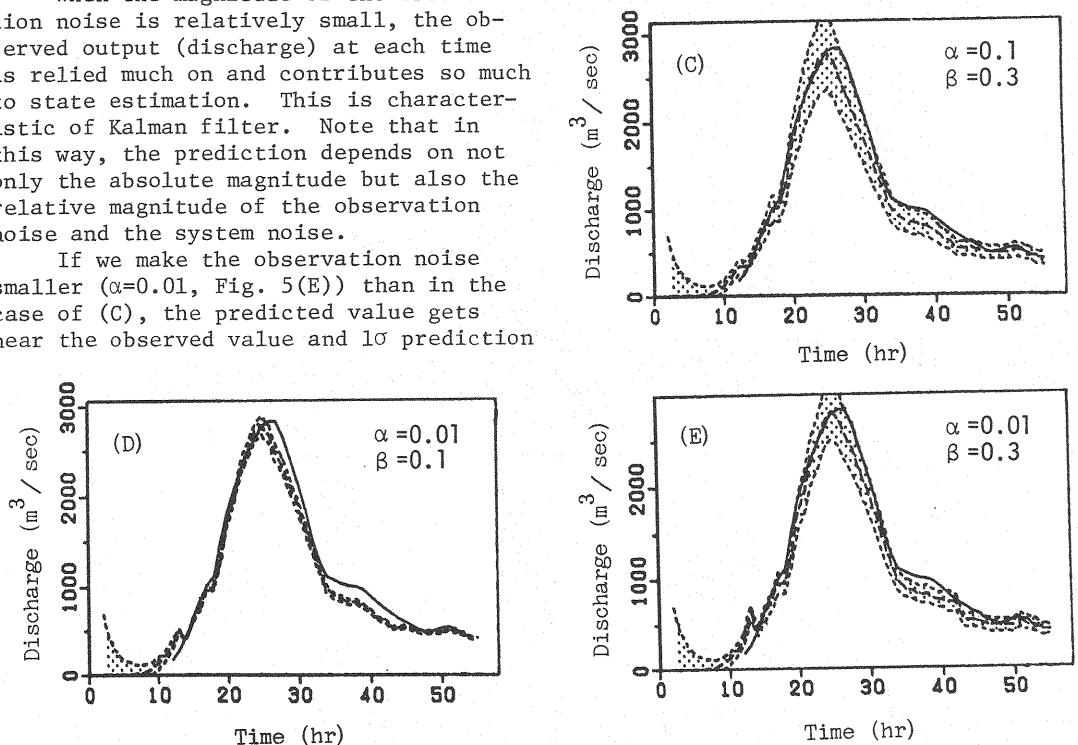 ion noise is relatively small, the ob-
erved output (discharge) at each time
s relied much on and contributes so much
o state estimation. This is character-
istic of Kalman filter. Note that in
this way, the prediction depends on not
only the absolute magnitude but also the
relative magnitude of the observation
noise and the system noise.
If we make the observation noise
smaller (α=0.01, Fig. 5(E)) than in the
case of (C), the predicted value gets
near the observed value and 1σ prediction
(C)
α=0.1
β=0.3
Discharge (m³/ sec)
3000
2000
1000
0
0 10 20 30 40 50
Time (hr)
(D)
α=0.01
β=0.1
Discharge (m³/ sec)
3000
2000
1000
0
0 10 20 30 40 50
Time (hr)
(E)
α=0.01
β=0.3
Discharge (m³/ sec)
2000
1000
0
0 10 20 30 40 50
Time (hr)